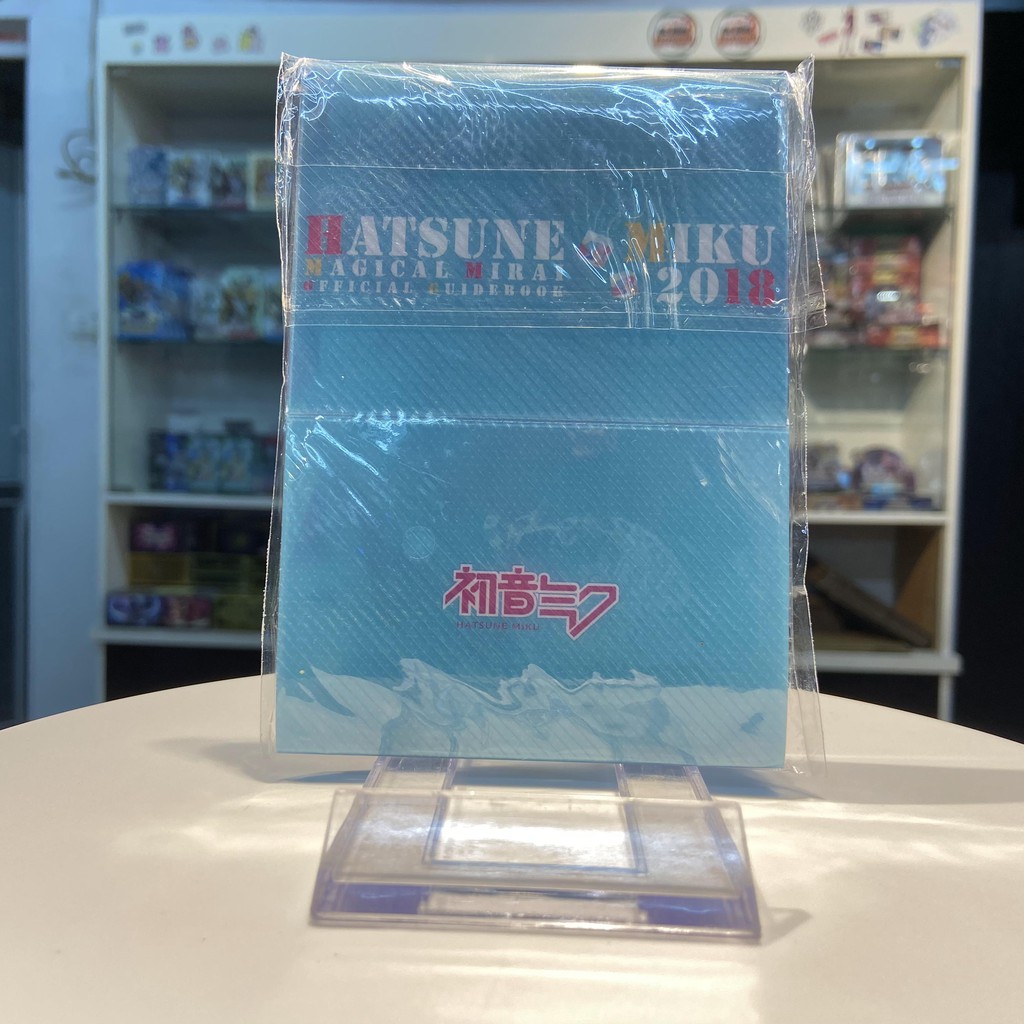 HATSUNE MIKU
MAGICAL MIRAI
OFFICIAL GUIDEBOOK
2018
初音ミク
HATSUNE MIKU